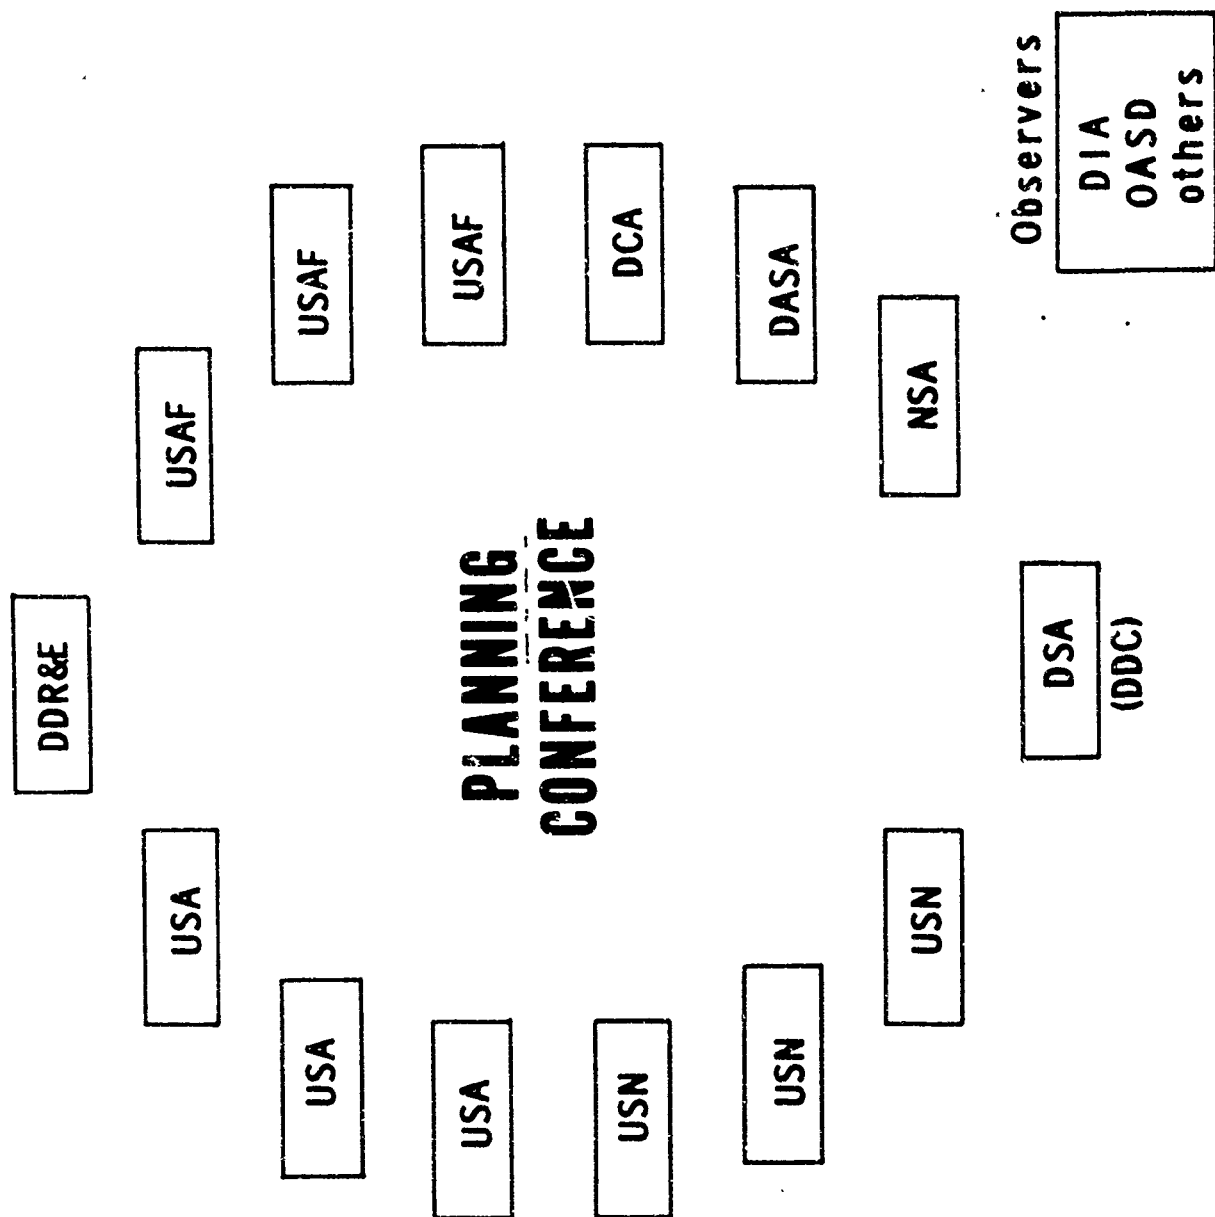 DDR&E
USA
USAF
USA
USAF
USA
USAF
PLANNING
CONFERENCE
USN
DCA
USN
DASA
USN
NSA
DSA
(DDC)
Observers
DIA
OASD
others